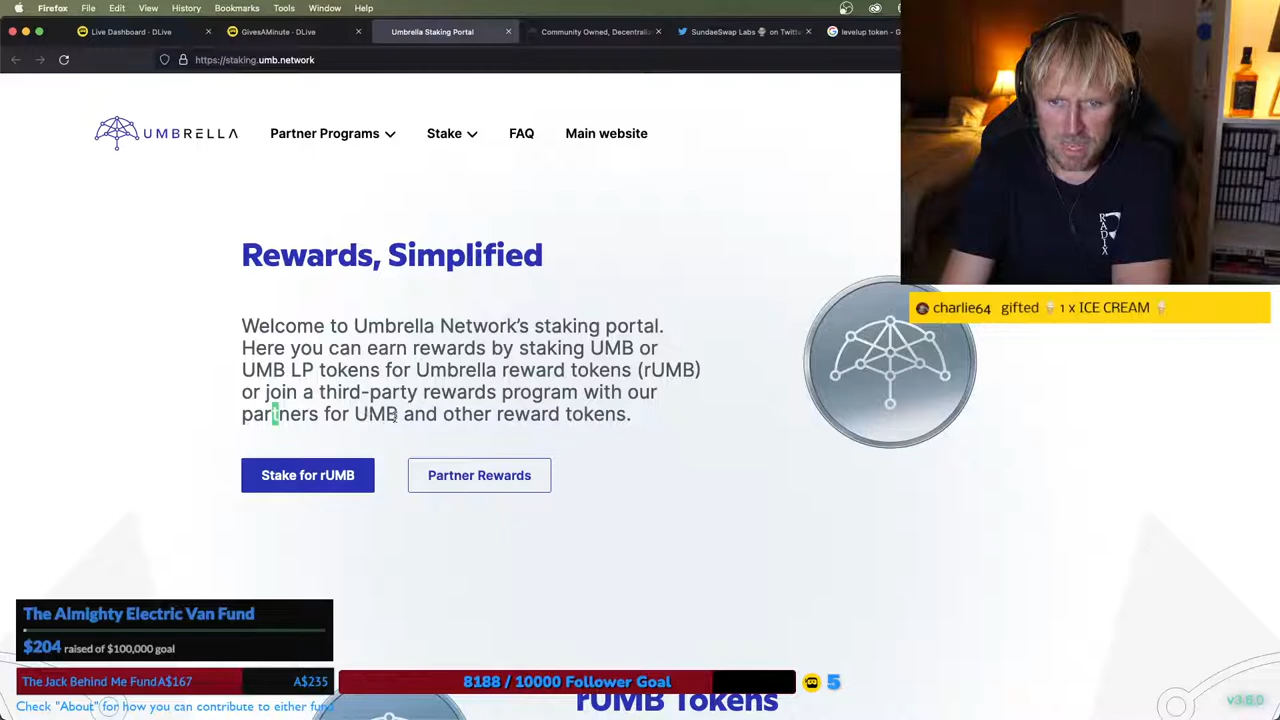 Firefox File Edit View History Bookmarks Tools Window Help
Live Dashboard - DLive × GivesAMinute - DLive × Umbrella Staking Portal × Community Owned, Decentraliz × SundaeSwap Labs on Twitt × levelup token - G
https://staking.umb.network
UMBRELLA Partner Programs Stake FAQ Main website
Rewards, Simplified
Welcome to Umbrella Network's staking portal.
Here you can earn rewards by staking UMB or
UMB LP tokens for Umbrella reward tokens (rUMB)
or join a third-party rewards program with our
partners for UMB and other reward tokens.
Stake for rUMB Partner Rewards
RADIX
charlie64 gifted 1 x ICE CREAM
The Almighty Electric Van Fund
$204 raised of $100,000 goal
The Jack Behind Me Fund A$167 A$235
8188 / 10000 Follower Goal 5
Check "About" for how you can contribute to either fund
rUMB Tokens
v3.6.0